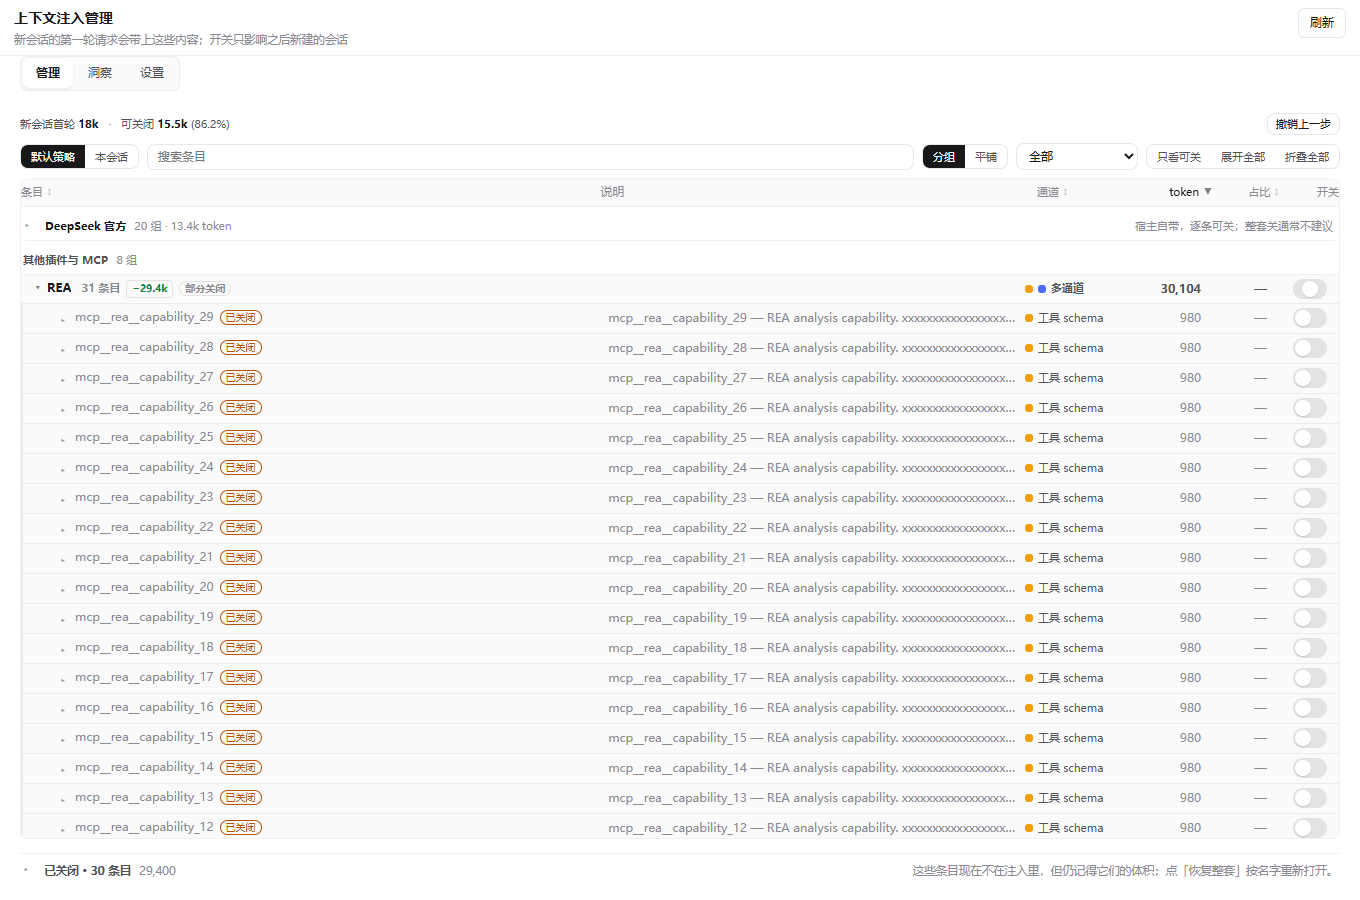 上下文注入管理
刷新
新会话的第一轮请求会带上这些内容；开关只影响之后新建的会话
管理 洞察 设置
新会话首轮 18k · 可关闭 15.5k (86.2%)
撤销上一步
默认策略 本会话 搜索条目 分组 平铺 全部 只看可关 展开全部 折叠全部
条目 ↕ 说明 通道 ↕ token ▼ 占比 ↕ 开关
DeepSeek 官方 20 组 · 13.4k token 宿主自带，逐条可关；整套关通常不建议
其他插件与 MCP 8 组
REA 31 条目 −29.4k 部分关闭 多通道 30,104 —
mcp__rea__capability_29 已关闭 mcp__rea__capability_29 — REA analysis capability. xxxxxxxxxxxxxxxxx... 工具 schema 980 —
mcp__rea__capability_28 已关闭 mcp__rea__capability_28 — REA analysis capability. xxxxxxxxxxxxxxxxx... 工具 schema 980 —
mcp__rea__capability_27 已关闭 mcp__rea__capability_27 — REA analysis capability. xxxxxxxxxxxxxxxxx... 工具 schema 980 —
mcp__rea__capability_26 已关闭 mcp__rea__capability_26 — REA analysis capability. xxxxxxxxxxxxxxxxx... 工具 schema 980 —
mcp__rea__capability_25 已关闭 mcp__rea__capability_25 — REA analysis capability. xxxxxxxxxxxxxxxxx... 工具 schema 980 —
mcp__rea__capability_24 已关闭 mcp__rea__capability_24 — REA analysis capability. xxxxxxxxxxxxxxxxx... 工具 schema 980 —
mcp__rea__capability_23 已关闭 mcp__rea__capability_23 — REA analysis capability. xxxxxxxxxxxxxxxxx... 工具 schema 980 —
mcp__rea__capability_22 已关闭 mcp__rea__capability_22 — REA analysis capability. xxxxxxxxxxxxxxxxx... 工具 schema 980 —
mcp__rea__capability_21 已关闭 mcp__rea__capability_21 — REA analysis capability. xxxxxxxxxxxxxxxxx... 工具 schema 980 —
mcp__rea__capability_20 已关闭 mcp__rea__capability_20 — REA analysis capability. xxxxxxxxxxxxxxxxx... 工具 schema 980 —
mcp__rea__capability_19 已关闭 mcp__rea__capability_19 — REA analysis capability. xxxxxxxxxxxxxxxxx... 工具 schema 980 —
mcp__rea__capability_18 已关闭 mcp__rea__capability_18 — REA analysis capability. xxxxxxxxxxxxxxxxx... 工具 schema 980 —
mcp__rea__capability_17 已关闭 mcp__rea__capability_17 — REA analysis capability. xxxxxxxxxxxxxxxxx... 工具 schema 980 —
mcp__rea__capability_16 已关闭 mcp__rea__capability_16 — REA analysis capability. xxxxxxxxxxxxxxxxx... 工具 schema 980 —
mcp__rea__capability_15 已关闭 mcp__rea__capability_15 — REA analysis capability. xxxxxxxxxxxxxxxxx... 工具 schema 980 —
mcp__rea__capability_14 已关闭 mcp__rea__capability_14 — REA analysis capability. xxxxxxxxxxxxxxxxx... 工具 schema 980 —
mcp__rea__capability_13 已关闭 mcp__rea__capability_13 — REA analysis capability. xxxxxxxxxxxxxxxxx... 工具 schema 980 —
mcp__rea__capability_12 已关闭 mcp__rea__capability_12 — REA analysis capability. xxxxxxxxxxxxxxxxx... 工具 schema 980 —
已关闭 • 30 条目 29,400 这些条目现在不在注入里，但仍记得它们的体积；点「恢复整套」按名字重新打开。